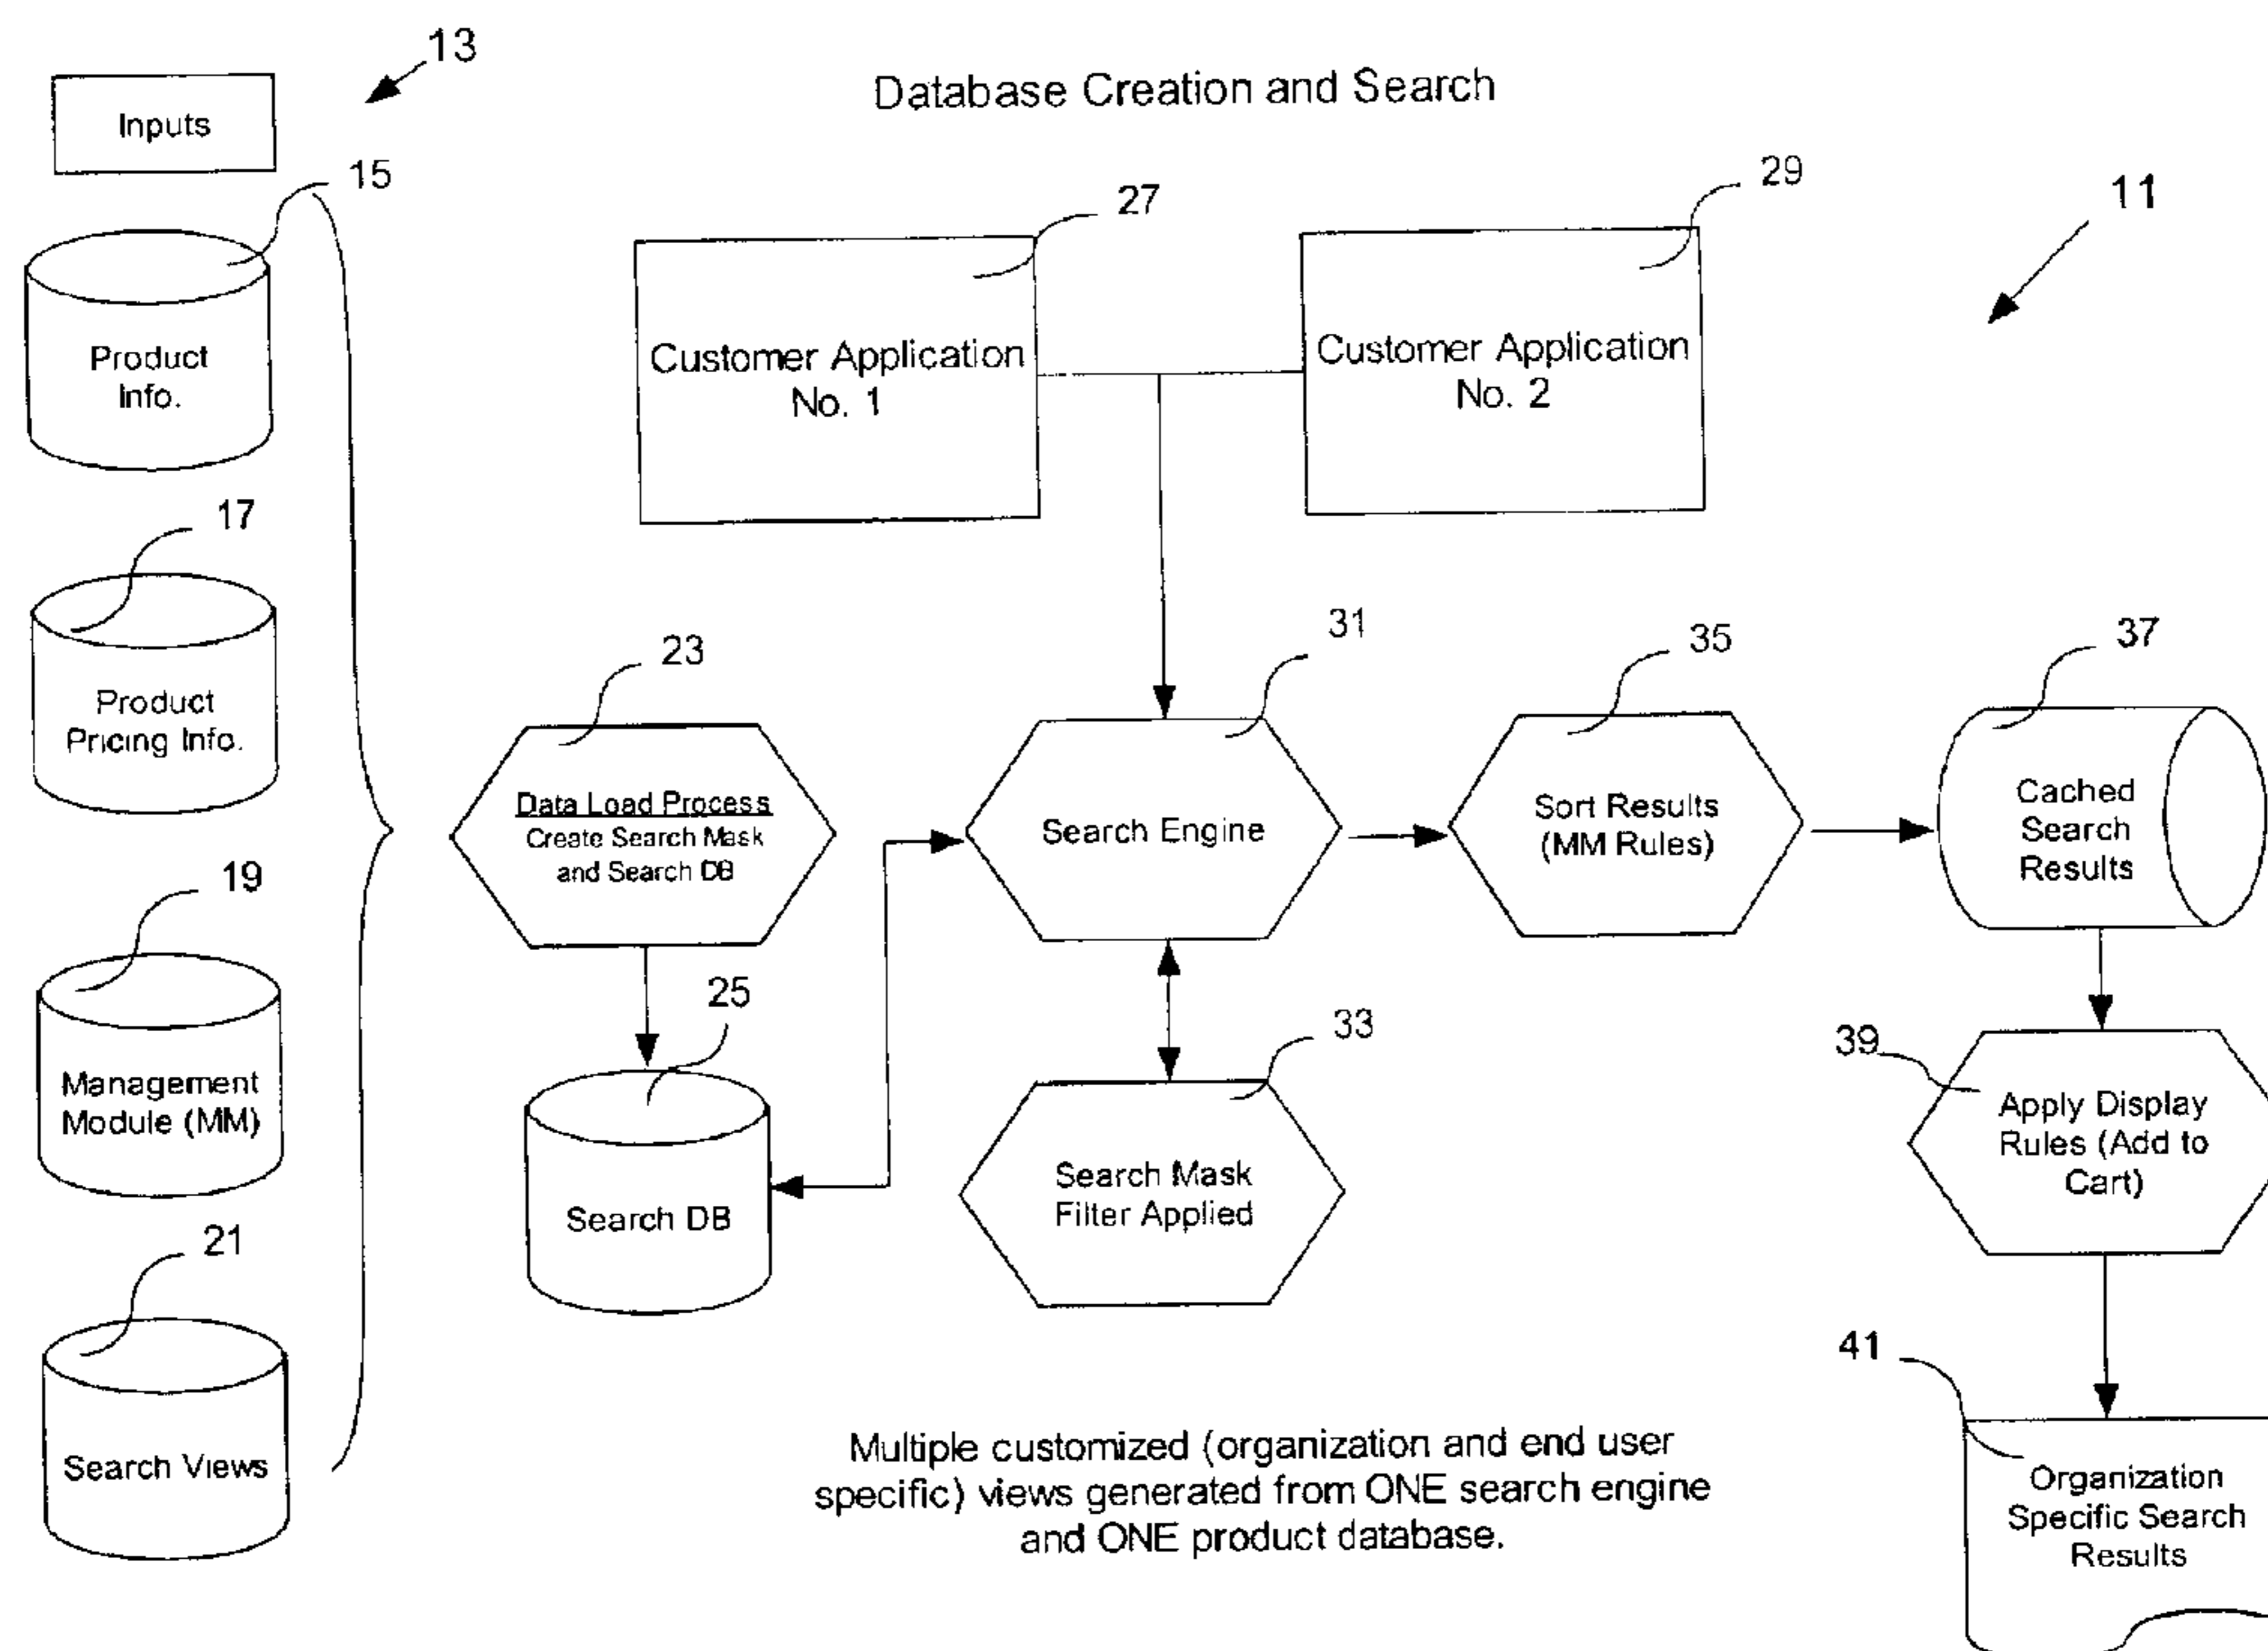 13
Inputs
Database Creation and Search
15
27
29
11
Product
Info.
Customer Application
No. 1
Customer Application
No. 2
17
Product
Pricing Info.
23
31
35
37
Data Load Process
Create Search Mask
and Search DB
Search Engine
Sort Results
(MM Rules)
Cached
Search
Results
19
Management
Module (MM)
25
Search DB
33
Search Mask
Filter Applied
39
Apply Display
Rules (Add to
Cart)
21
Search Views
41
Organization
Specific Search
Results
Multiple customized (organization and end user
specific) views generated from ONE search engine
and ONE product database.